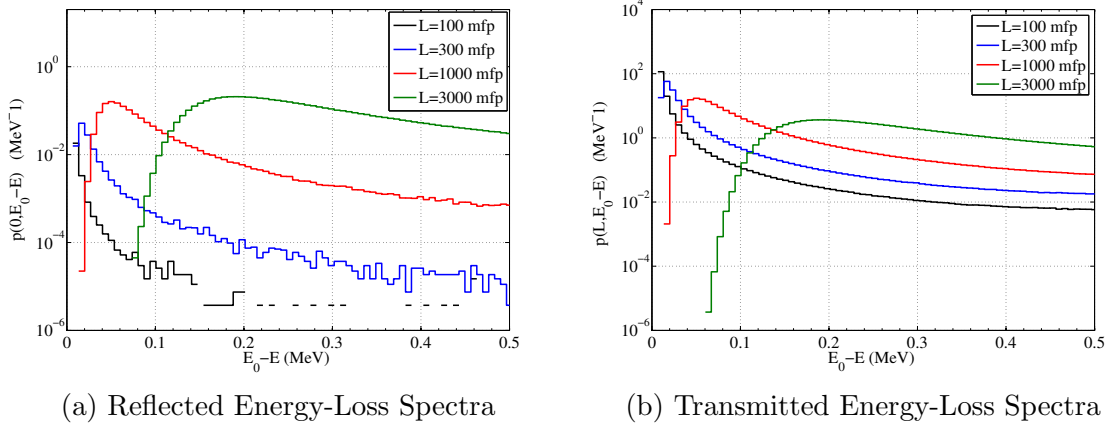 L=100 mfp
L=300 mfp
L=1000 mfp
L=3000 mfp
10^0
10^−2
10^−4
10^−6
p(0,E_0−E) (MeV^−1)
0 0.1 0.2 0.3 0.4 0.5
E_0−E (MeV)
(a) Reflected Energy-Loss Spectra
L=100 mfp
L=300 mfp
L=1000 mfp
L=3000 mfp
10^4
10^2
10^0
10^−2
10^−4
10^−6
p(L,E_0−E) (MeV^−1)
0 0.1 0.2 0.3 0.4 0.5
E_0−E (MeV)
(b) Transmitted Energy-Loss Spectra